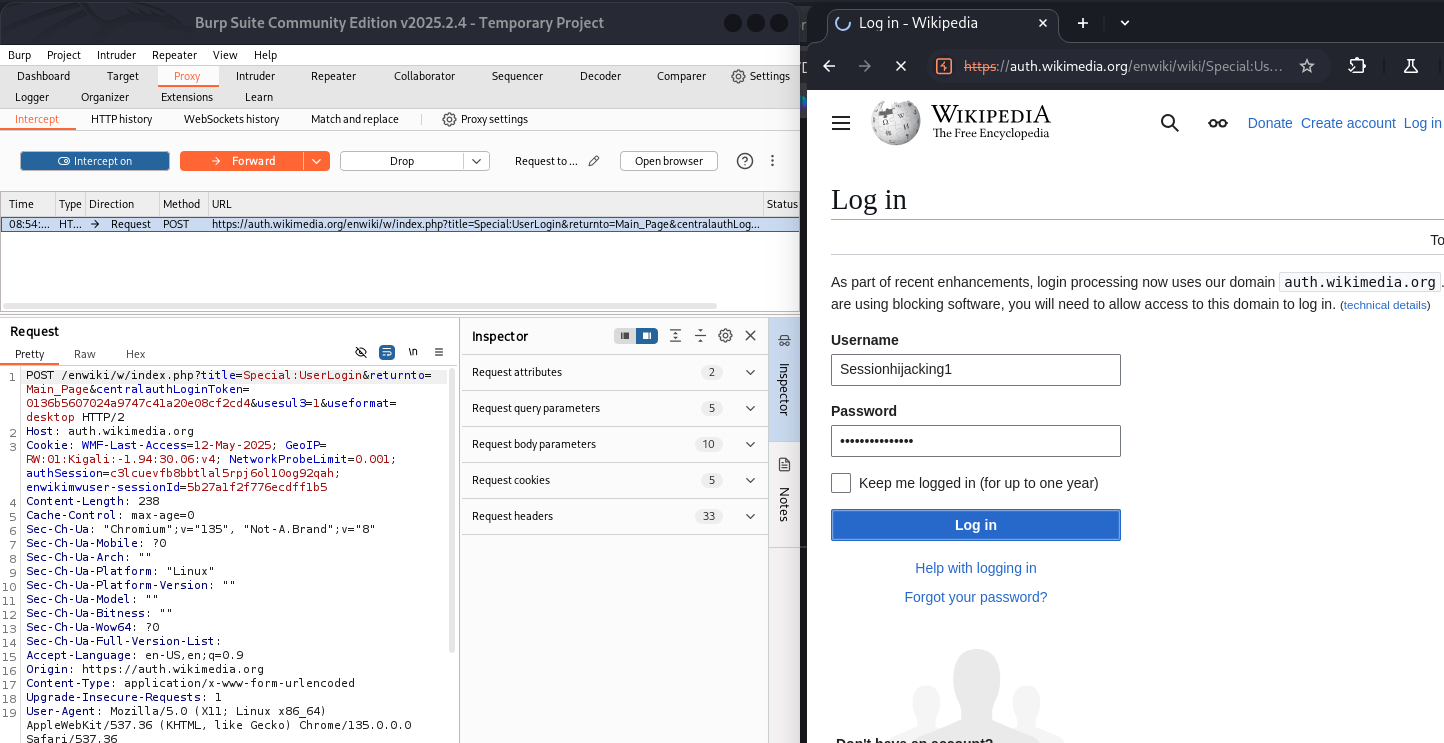 Burp Suite Community Edition v2025.2.4 - Temporary Project
Burp Project Intruder Repeater View Help
Dashboard Target Proxy Intruder Repeater Collaborator Sequencer Decoder Comparer Settings
Logger Organizer Extensions Learn
Intercept HTTP history WebSockets history Match and replace Proxy settings
Intercept on Forward Drop Request to ... Open browser
Time Type Direction Method URL Status
08:54:... HT... Request POST https://auth.wikimedia.org/enwiki/w/index.php?title=Special:UserLogin&returnto=Main_Page&centralauthLog...
Request
Pretty Raw Hex \n
1 POST /enwiki/w/index.php?title=Special:UserLogin&returnto=
Main_Page&centralauthLoginToken=
0136b5607024a9747c41a20e08cf2cd4&usesul3=1&useformat=
desktop HTTP/2
2 Host: auth.wikimedia.org
3 Cookie: WMF-Last-Access=12-May-2025; GeoIP=
RW:01:Kigali:-1.94:30.06:v4; NetworkProbeLimit=0.001;
authSession=c3lcuevfb8bbtlal5rpj6ol10og92qah;
enwikimwuser-sessionId=5b27a1f2f776ecdff1b5
4 Content-Length: 238
5 Cache-Control: max-age=0
6 Sec-Ch-Ua: "Chromium";v="135", "Not-A.Brand";v="8"
7 Sec-Ch-Ua-Mobile: ?0
8 Sec-Ch-Ua-Arch: ""
9 Sec-Ch-Ua-Platform: "Linux"
10 Sec-Ch-Ua-Platform-Version: ""
11 Sec-Ch-Ua-Model: ""
12 Sec-Ch-Ua-Bitness: ""
13 Sec-Ch-Ua-Wow64: ?0
14 Sec-Ch-Ua-Full-Version-List:
15 Accept-Language: en-US,en;q=0.9
16 Origin: https://auth.wikimedia.org
17 Content-Type: application/x-www-form-urlencoded
18 Upgrade-Insecure-Requests: 1
19 User-Agent: Mozilla/5.0 (X11; Linux x86_64)
AppleWebKit/537.36 (KHTML, like Gecko) Chrome/135.0.0.0
Safari/537.36
Inspector
Request attributes 2
Request query parameters 5
Request body parameters 10
Request cookies 5
Request headers 33
Inspector
Notes
Log in - Wikipedia
https://auth.wikimedia.org/enwiki/wiki/Special:Us...
WIKIPEDIA
The Free Encyclopedia
Donate Create account Log in
Log in
To
As part of recent enhancements, login processing now uses our domain auth.wikimedia.org.
are using blocking software, you will need to allow access to this domain to log in. (technical details)
Username
Sessionhijacking1
Password
•••••••••••••••
Keep me logged in (for up to one year)
Log in
Help with logging in
Forgot your password?
Don't have an account?